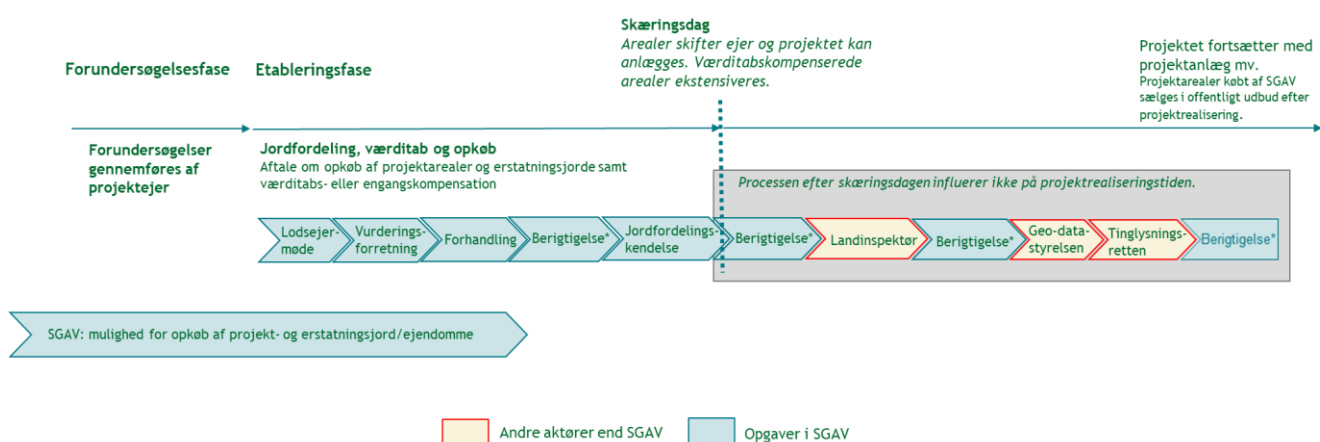 Skæringsdag
Arealer skifter ejer og projektet kan
anlægges. Værditabskompenserede
arealer ekstensiveres.
Projektet fortsætter med
projektanlæg mv.
Projektarealer købt af SGAV
sælges i offentligt udbud efter
projektrealisering.
Forundersøgelsesfase
Etableringsfase
Forundersøgelser
gennemføres af
projektejer
Jordfordeling, værditab og opkøb
Aftale om opkøb af projektarealer og erstatningsjorde samt
værditabs- eller engangskompensation
Processen efter skæringsdagen influerer ikke på projektrealiseringstiden.
Lodsejer-
møde
Vurderings-
forretning
Forhandling
Berigtigelse*
Jordfordelings-
kendelse
Berigtigelse*
Landinspektør
Berigtigelse*
Geo-data-
styrelsen
Tinglysnings-
retten
Berigtigelse*
SGAV: mulighed for opkøb af projekt- og erstatningsjord/ejendomme
Andre aktører end SGAV
Opgaver i SGAV